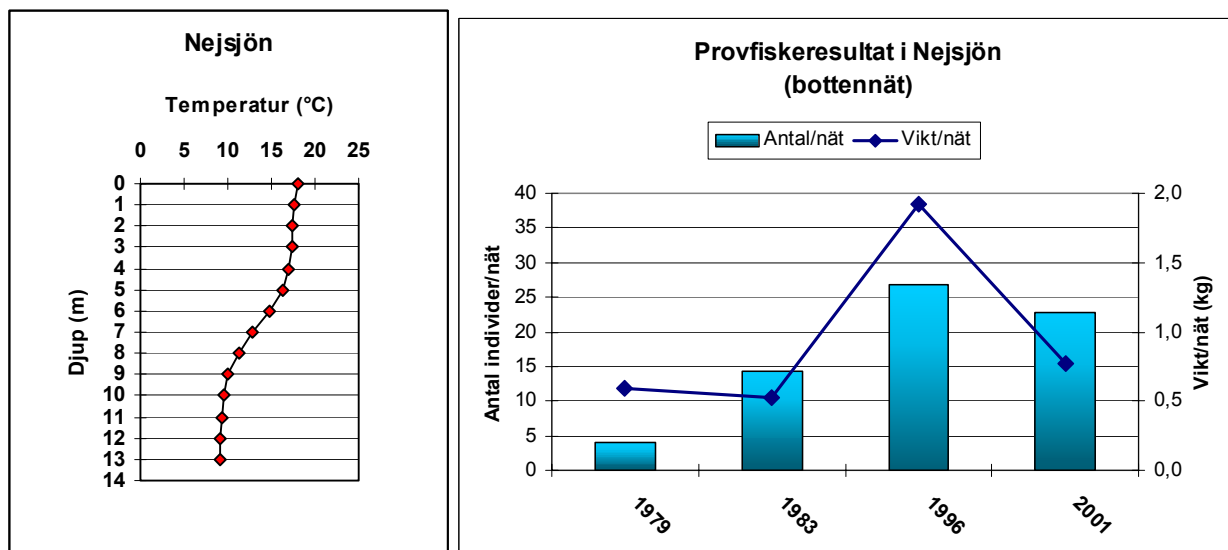 Nejsjön
Temperatur (°C)
0 5 10 15 20 25
Djup (m)
0
1
2
3
4
5
6
7
8
9
10
11
12
13
14
Provfiskeresultat i Nejsjön
(bottennät)
Antal/nät Vikt/nät
Antal individer/nät
40
35
30
25
20
15
10
5
0
2,0
1,5
1,0
0,5
0,0
Vikt/nät (kg)
1979 1983 1996 2001